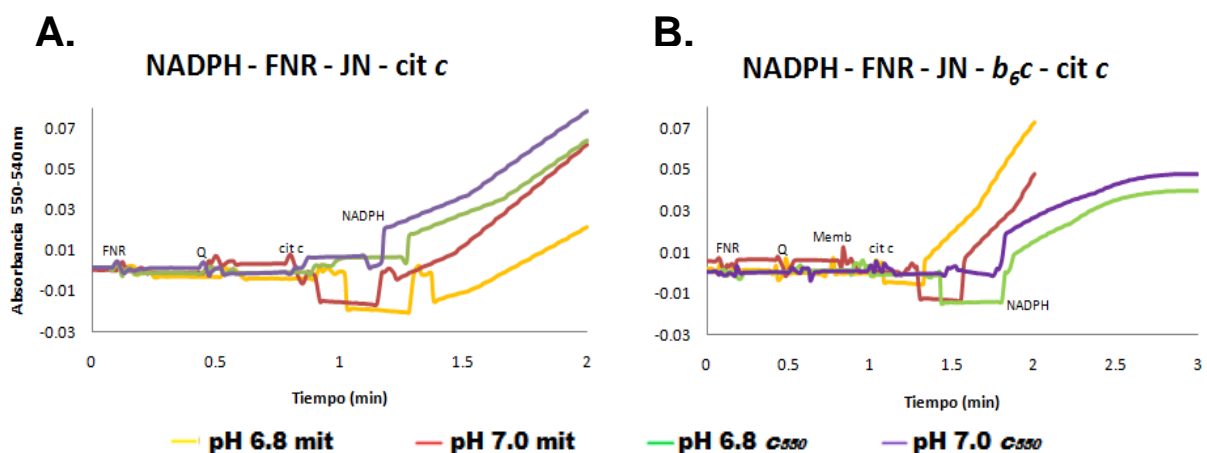 A.
NADPH - FNR - JN - cit c
Absorbancia 550-540nm
0.07
0.05
0.03
0.01
-0.01
-0.03
FNR
Q
cit c
NADPH
0
0.5
1
1.5
2
Tiempo (min)
B.
NADPH - FNR - JN - b6c - cit c
0.07
0.05
0.03
0.01
-0.01
-0.03
FNR
Q
Memb
cit c
NADPH
0
0.5
1
1.5
2
2.5
3
Tiempo (min)
pH 6.8 mit
pH 7.0 mit
pH 6.8 c550
pH 7.0 c550